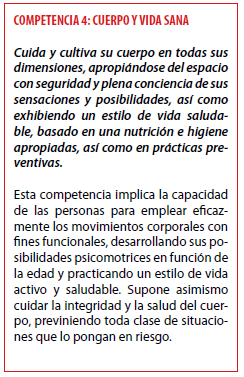 COMPETENCIA 4: CUERPO Y VIDA SANA
Cuida y cultiva su cuerpo en todas sus
dimensiones, apropiándose del espacio
con seguridad y plena conciencia de sus
sensaciones y posibilidades, así como
exhibiendo un estilo de vida saluda-
ble, basado en una nutrición e higiene
apropiadas, así como en prácticas pre-
ventivas.
Esta competencia implica la capacidad
de las personas para emplear eficaz-
mente los movimientos corporales con
fines funcionales, desarrollando sus po-
sibilidades psicomotrices en función de
la edad y practicando un estilo de vida
activo y saludable. Supone asimismo
cuidar la integridad y la salud del cuer-
po, previniendo toda clase de situacio-
nes que lo pongan en riesgo.